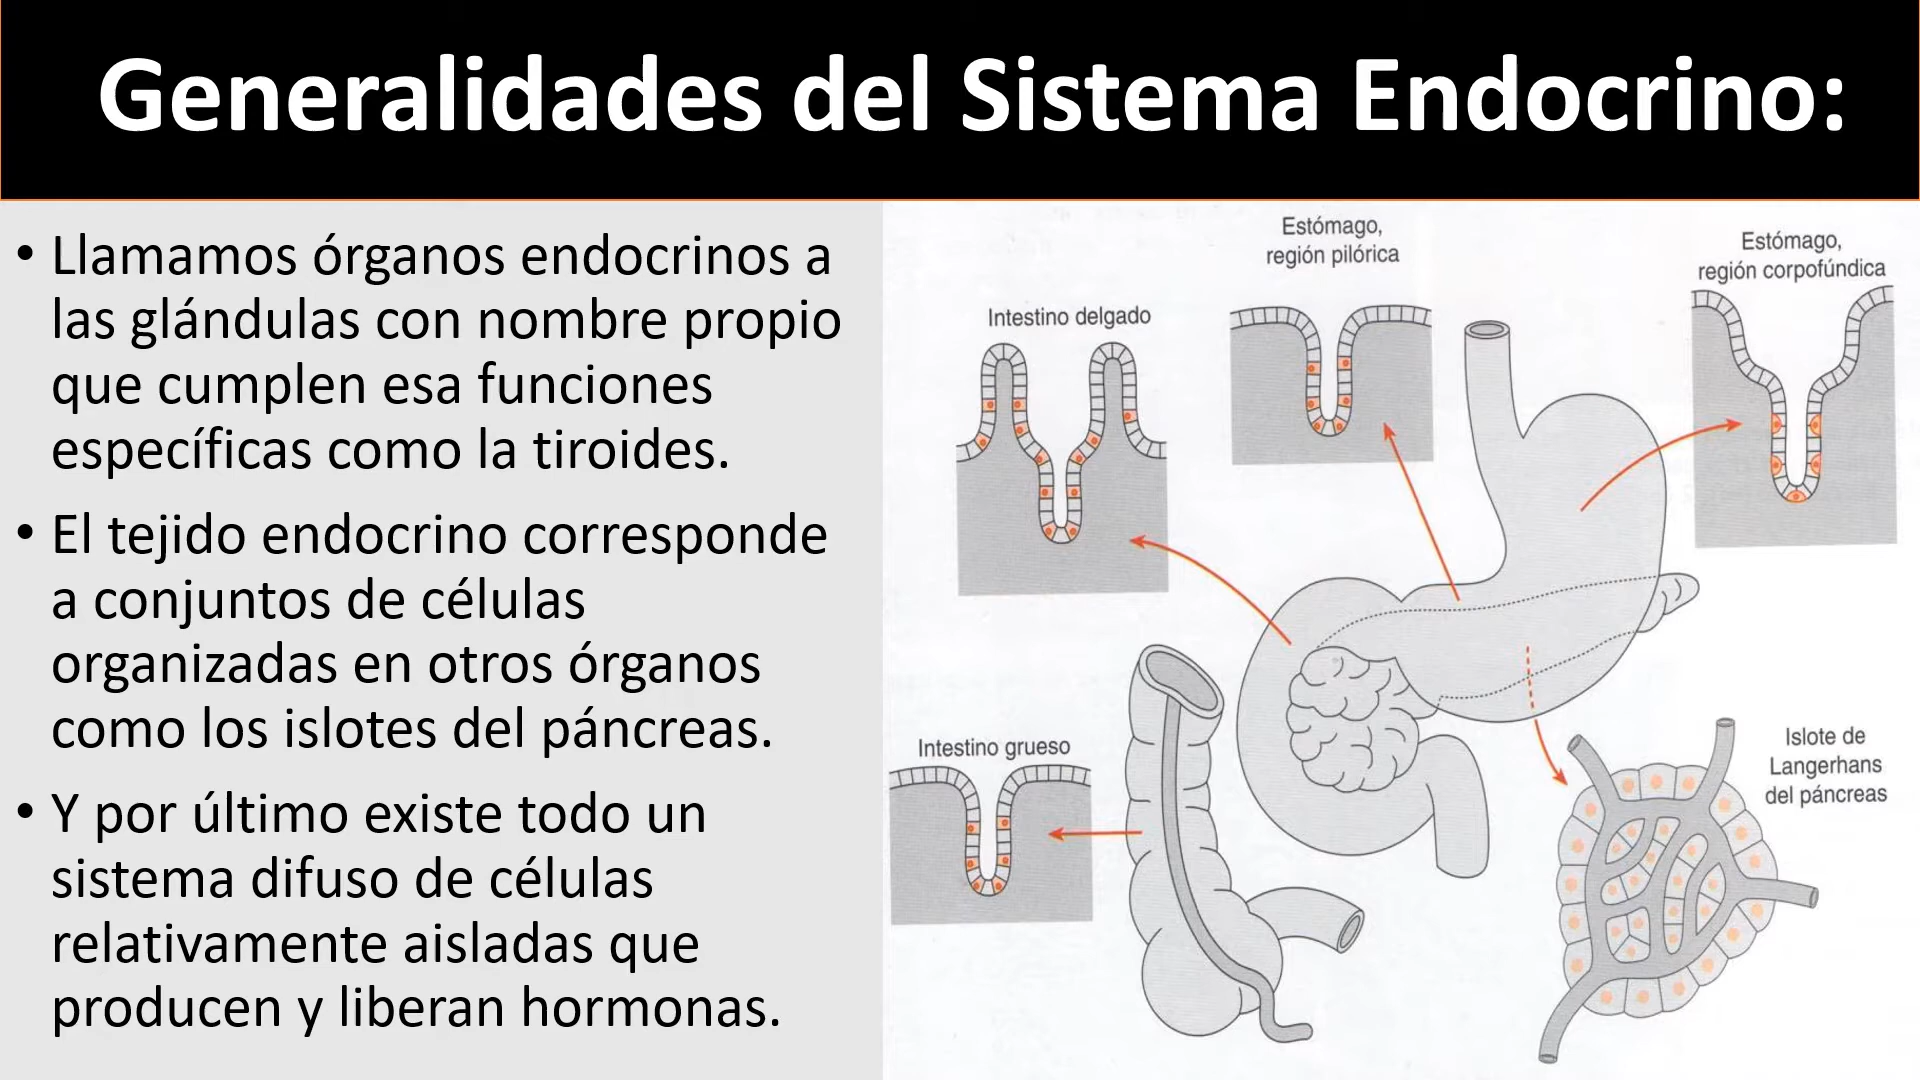 Generalidades del Sistema Endocrino:
• Llamamos órganos endocrinos a
las glándulas con nombre propio
que cumplen esa funciones
específicas como la tiroides.
• El tejido endocrino corresponde
a conjuntos de células
organizadas en otros órganos
como los islotes del páncreas.
• Y por último existe todo un
sistema difuso de células
relativamente aisladas que
producen y liberan hormonas.
Estómago,
región pilórica
Estómago,
región corpofúndica
Intestino delgado
Intestino grueso
Islote de
Langerhans
del páncreas